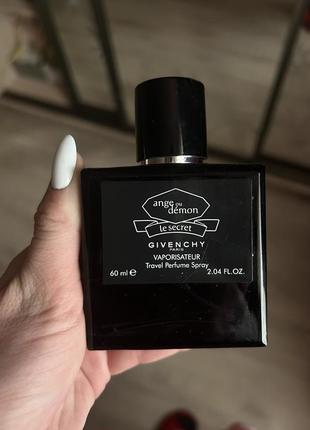 ange ou
démon
le secret
GIVENCHY
PARIS
VAPORISATEUR
Travel Perfume Spray
60 ml e 2.04 FL.OZ.